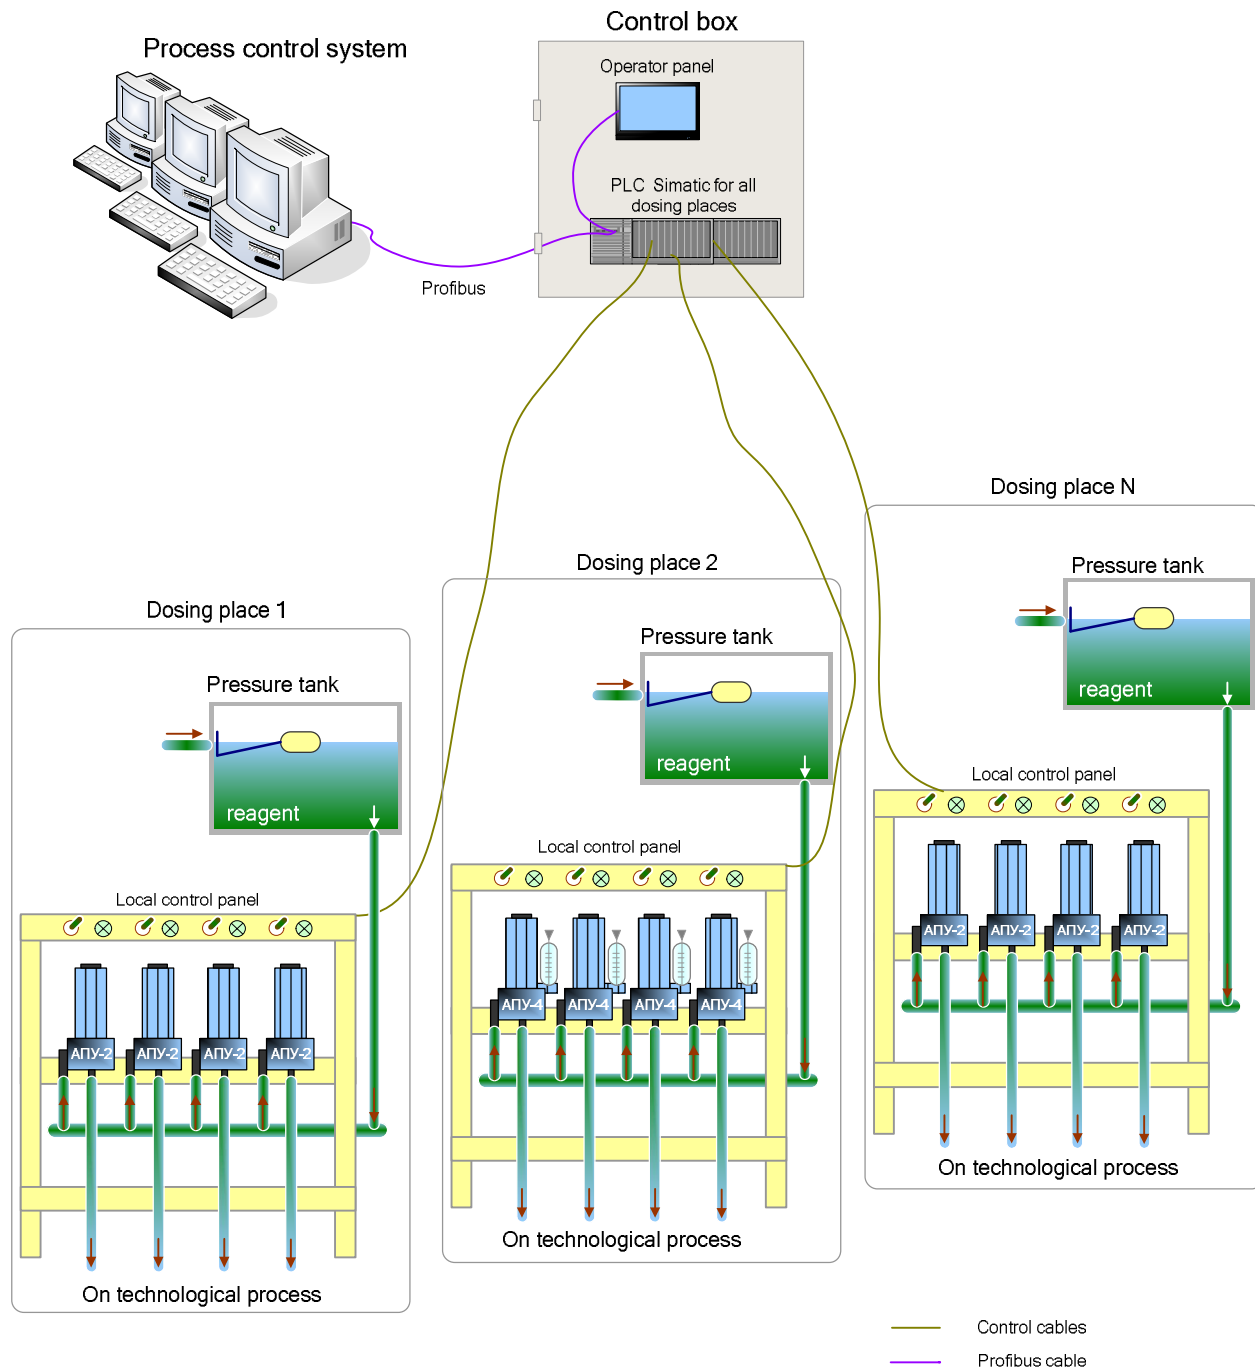 Control box
Process control system
Operator panel
PLC Simatic for all
dosing places
Profibus
Dosing place N
Pressure tank
reagent
Local control panel
АПУ-2 АПУ-2 АПУ-2 АПУ-2
On technological process
Dosing place 2
Pressure tank
reagent
Local control panel
АПУ-4 АПУ-4 АПУ-4 АПУ-4
On technological process
Dosing place 1
Pressure tank
reagent
Local control panel
АПУ-2 АПУ-2 АПУ-2 АПУ-2
On technological process
Control cables
Profibus cable